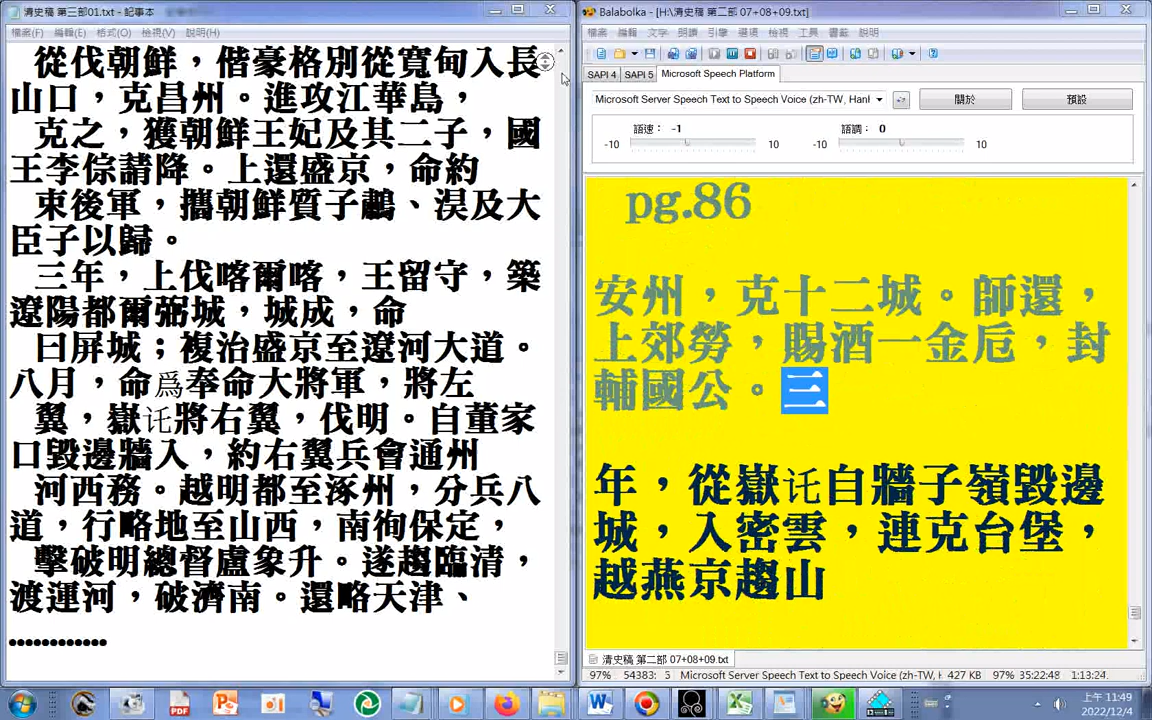 清史稿 第三部01.txt - 記事本
檔案(F) 編輯(E) 格式(O) 檢視(V) 說明(H)
從伐朝鮮，偕豪格別從寬甸入長
山口，克昌州。進攻江華島，
克之，獲朝鮮王妃及其二子，國
王李倧請降。上還盛京，命約
束後軍，攜朝鮮質子淏及大
臣子以歸。
三年，上伐喀爾喀，王留守，築
遼陽都爾弼城，城成，命
曰屏城；複治盛京至遼河大道。
八月，命爲奉命大將軍，將左
翼，嶽讬將右翼，伐明。自董家
口毀邊牆入，約右翼兵會通州
河西務。越明都至涿州，分兵八
道，行略地至山西，南徇保定，
擊破明總督盧象升。遂趨臨清，
渡運河，破濟南。還略天津、
••••••••••••
Balabolka - [H:\清史稿 第二部 07+08+09.txt]
檔案 編輯 文字 朗讀 引擎 選項 檢視 工具 書籤 說明
SAPI 4 SAPI 5 Microsoft Speech Platform
Microsoft Server Speech Text to Speech Voice (zh-TW, Hanl
關於 預設
語速： -1 語調： 0
-10 10 -10 10
pg.86
安州，克十二城。師還，
上郊勞，賜酒一金卮，封
輔國公。三
年，從嶽讬自牆子嶺毀邊
城，入密雲，連克台堡，
越燕京趨山
清史稿 第二部 07+08+09.txt
97% 54383: 3 Microsoft Speech Platform Microsoft Server Speech Text to Speech Voice (zh-TW, H 427 KB 97% 35:22:48 1:13:24.
上午 11:49
2022/12/4